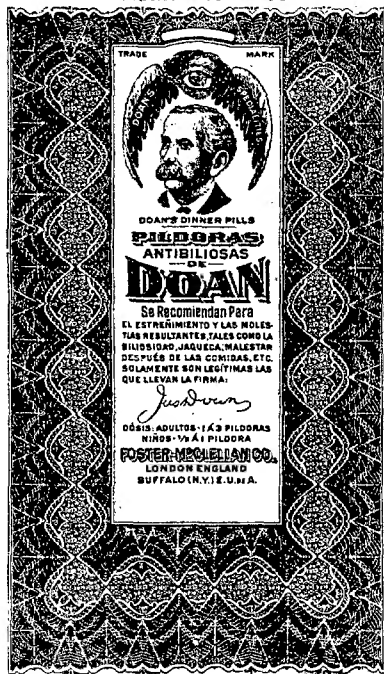 TRADE MARK
DOAN'S DINNER PILLS
PILDORAS
ANTIBILIOSAS
DE
DOAN
Se Recomiendan Para
EL ESTREÑIMIENTO Y LAS MOLES-
TIAS RESULTANTES, TALES COMO LA
BILIOSIDAD, JAQUECA, MALESTAR
DESPUÉS DE LAS COMIDAS, ETC.
SOLAMENTE SON LEGÍTIMAS LAS
QUE LLEVAN LA FIRMA:
Jas Doan
DÓSIS: ADULTOS - 1 Á 3 PILDORAS
NIÑOS - ½ Á 1 PILDORA
FOSTER-McCLELLAN CO.
LONDON ENGLAND
BUFFALO (N.Y.) E.U. DE A.